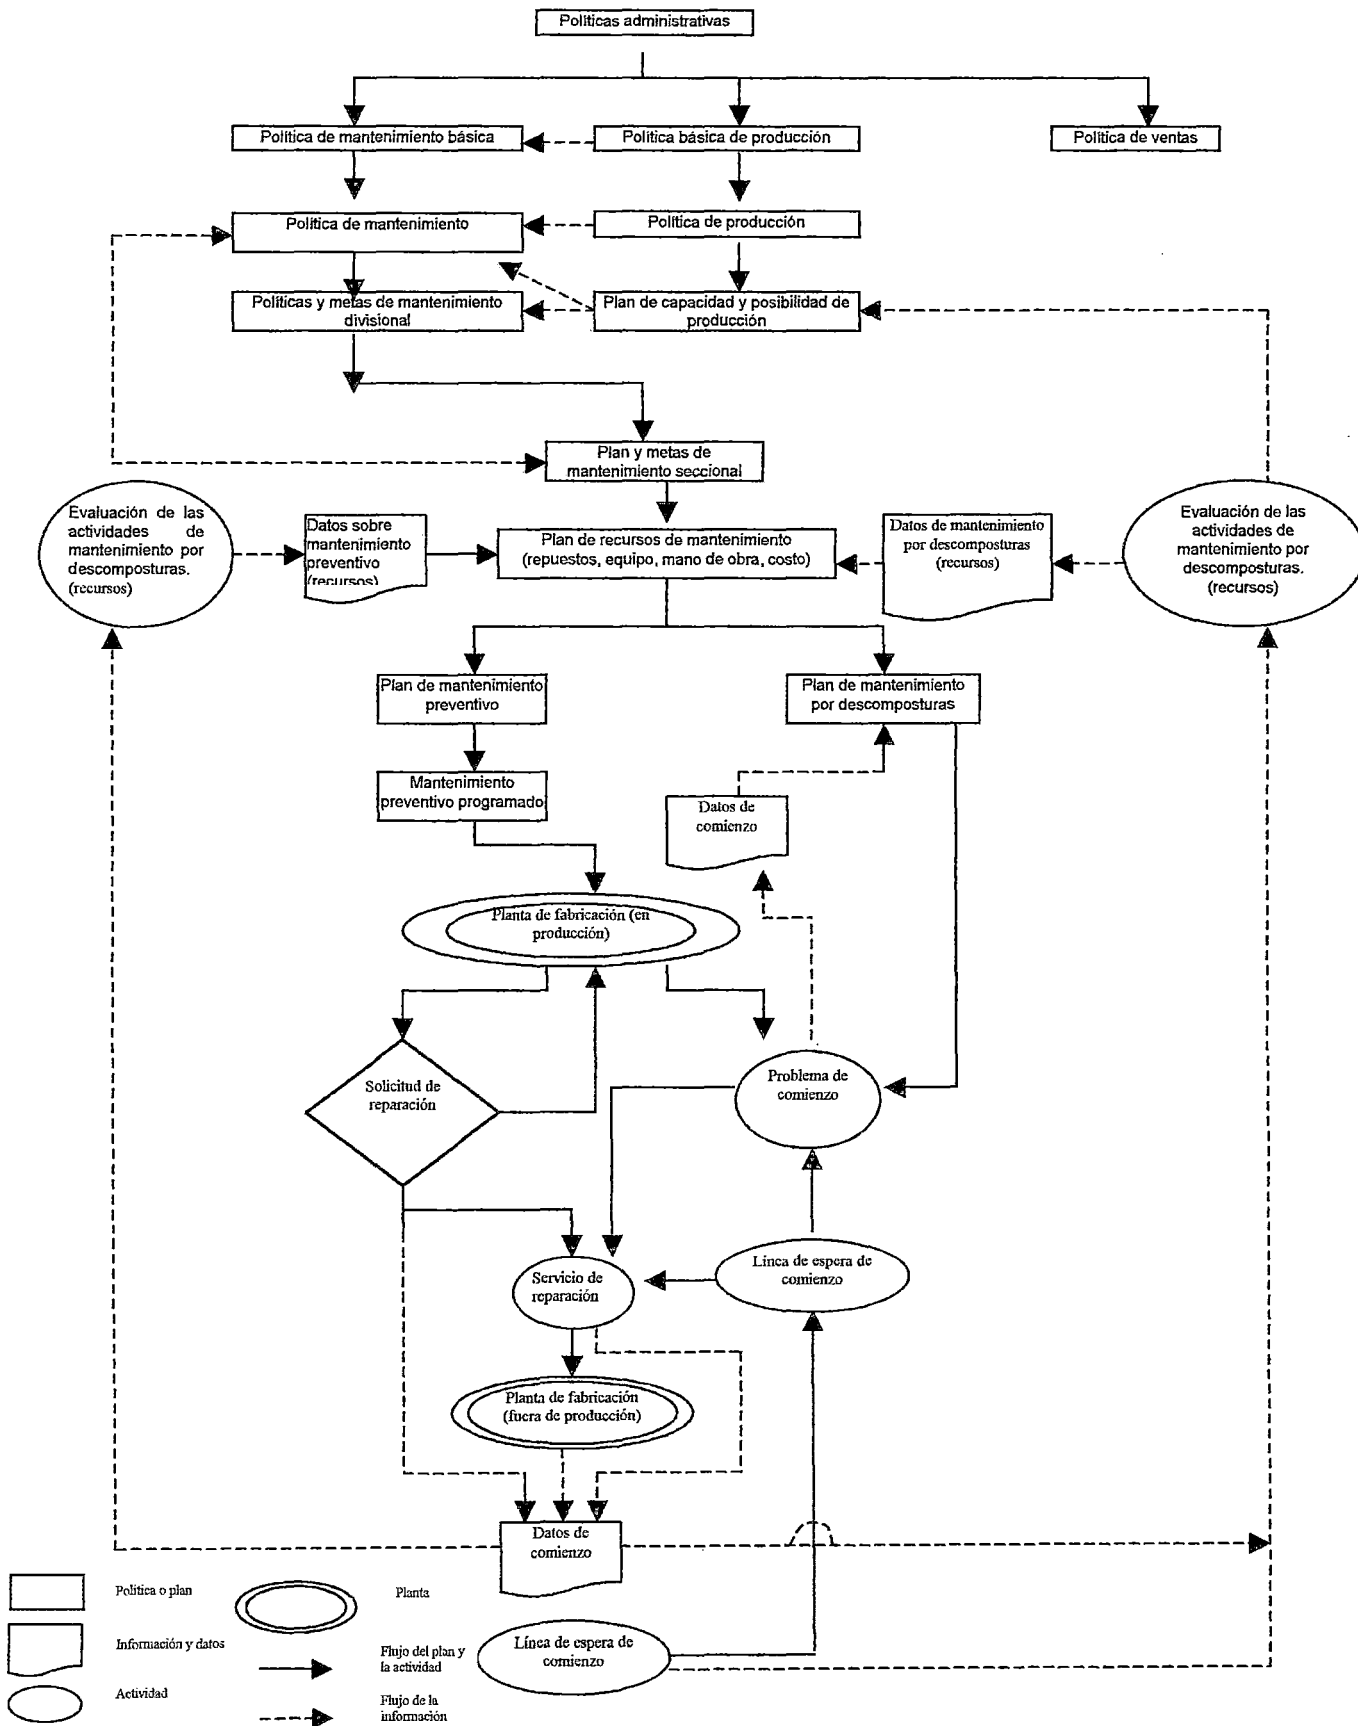 Políticas administrativas
Política de mantenimiento básica
Política básica de producción
Política de ventas
Política de mantenimiento
Política de producción
Políticas y metas de mantenimiento
divisional
Plan de capacidad y posibilidad de
producción
Plan y metas de
mantenimiento seccional
Evaluación de las
actividades de
mantenimiento por
descomposturas.
(recursos)
Datos sobre
mantenimiento
preventivo
(recursos)
Plan de recursos de mantenimiento
(repuestos, equipo, mano de obra, costo)
Datos de mantenimiento
por descomposturas
(recursos)
Evaluación de las
actividades de
mantenimiento por
descomposturas.
(recursos)
Plan de mantenimiento
preventivo
Plan de mantenimiento
por descomposturas
Mantenimiento
preventivo programado
Datos de
comienzo
Planta de fabricación (en
producción)
Solicitud de
reparación
Problema de
comienzo
Servicio de
reparación
Línea de espera de
comienzo
Planta de fabricación
(fuera de producción)
Datos de
comienzo
Política o plan
Planta
Información y datos
Flujo del plan y
la actividad
Línea de espera de
comienzo
Actividad
Flujo de la
información